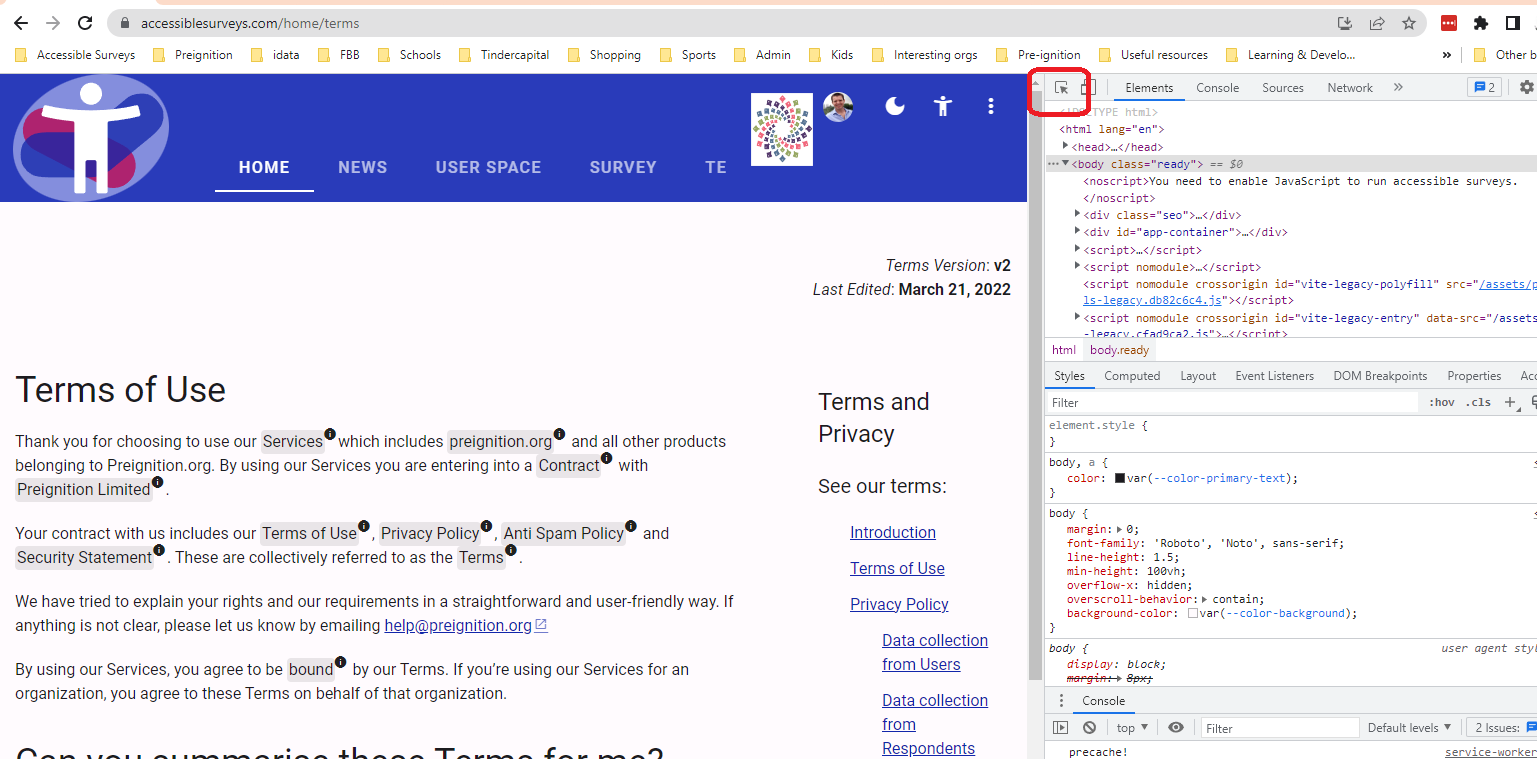 accessiblesurveys.com/home/terms
Accessible Surveys Preignition idata FBB Schools Tindercapital Shopping Sports Admin Kids Interesting orgs Pre-ignition Useful resources Learning & Develo... » Other b
HOME NEWS USER SPACE SURVEY TE
Terms Version: v2
Last Edited: March 21, 2022
Terms of Use
Thank you for choosing to use our Services which includes preignition.org and all other products
belonging to Preignition.org. By using our Services you are entering into a Contract with
Preignition Limited .
Your contract with us includes our Terms of Use , Privacy Policy , Anti Spam Policy and
Security Statement . These are collectively referred to as the Terms .
We have tried to explain your rights and our requirements in a straightforward and user-friendly way. If
anything is not clear, please let us know by emailing help@preignition.org
By using our Services, you agree to be bound by our Terms. If you’re using our Services for an
organization, you agree to these Terms on behalf of that organization.
Can you summarise these Terms for me?
Terms and
Privacy
See our terms:
Introduction
Terms of Use
Privacy Policy
Data collection
from Users
Data collection
from
Respondents
Elements Console Sources Network » 2
<!DOCTYPE html>
<html lang="en">
<head>…</head>
<body class="ready"> == $0
<noscript>You need to enable JavaScript to run accessible surveys.
</noscript>
<div class="seo">…</div>
<div id="app-container">…</div>
<script>…</script>
<script nomodule>…</script>
<script nomodule crossorigin id="vite-legacy-polyfill" src="/assets/p
ls-legacy.db82c6c4.js"></script>
<script nomodule crossorigin id="vite-legacy-entry" data-src="/assets
-legacy.cfad9ca2.js">…</script>
html body.ready
Styles Computed Layout Event Listeners DOM Breakpoints Properties Acc
Filter :hov .cls +
element.style {
}
body, a {
color: var(--color-primary-text);
}
body {
margin: 0;
font-family: 'Roboto', 'Noto', sans-serif;
line-height: 1.5;
min-height: 100vh;
overflow-x: hidden;
overscroll-behavior: contain;
background-color: var(--color-background);
}
body { user agent styl
display: block;
margin: 8px;
Console
top Filter Default levels 2 Issues:
precache! service-worker